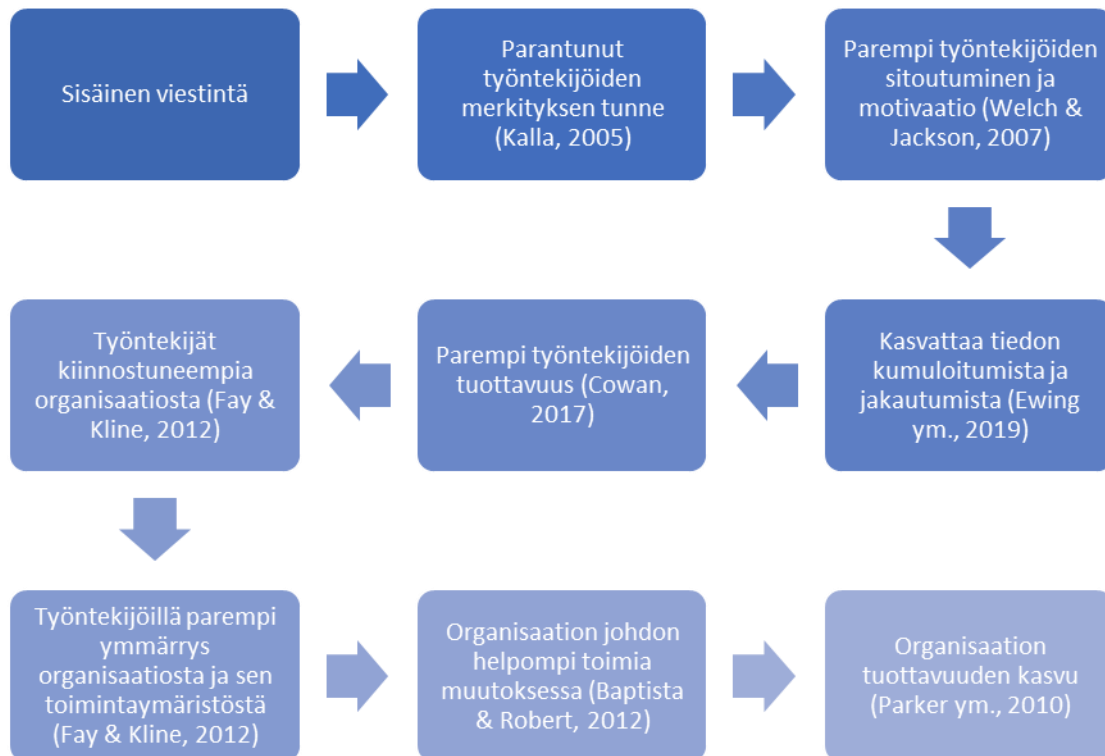 Sisäinen viestintä
Parantunut
työntekijöiden
merkityksen tunne
(Kalla, 2005)
Parempi työntekijöiden
sitoutuminen ja
motivaatio (Welch &
Jackson, 2007)
Kasvattaa tiedon
kumuloitumista ja
jakautumista (Ewing
ym., 2019)
Parempi työntekijöiden
tuottavuus (Cowan,
2017)
Työntekijät
kiinnostuneempia
organisaatiosta (Fay &
Kline, 2012)
Työntekijöillä parempi
ymmärrys
organisaatiosta ja sen
toimintaymäristöstä
(Fay & Kline, 2012)
Organisaation johdon
helpompi toimia
muutoksessa (Baptista
& Robert, 2012)
Organisaation
tuottavuuden kasvu
(Parker ym., 2010)